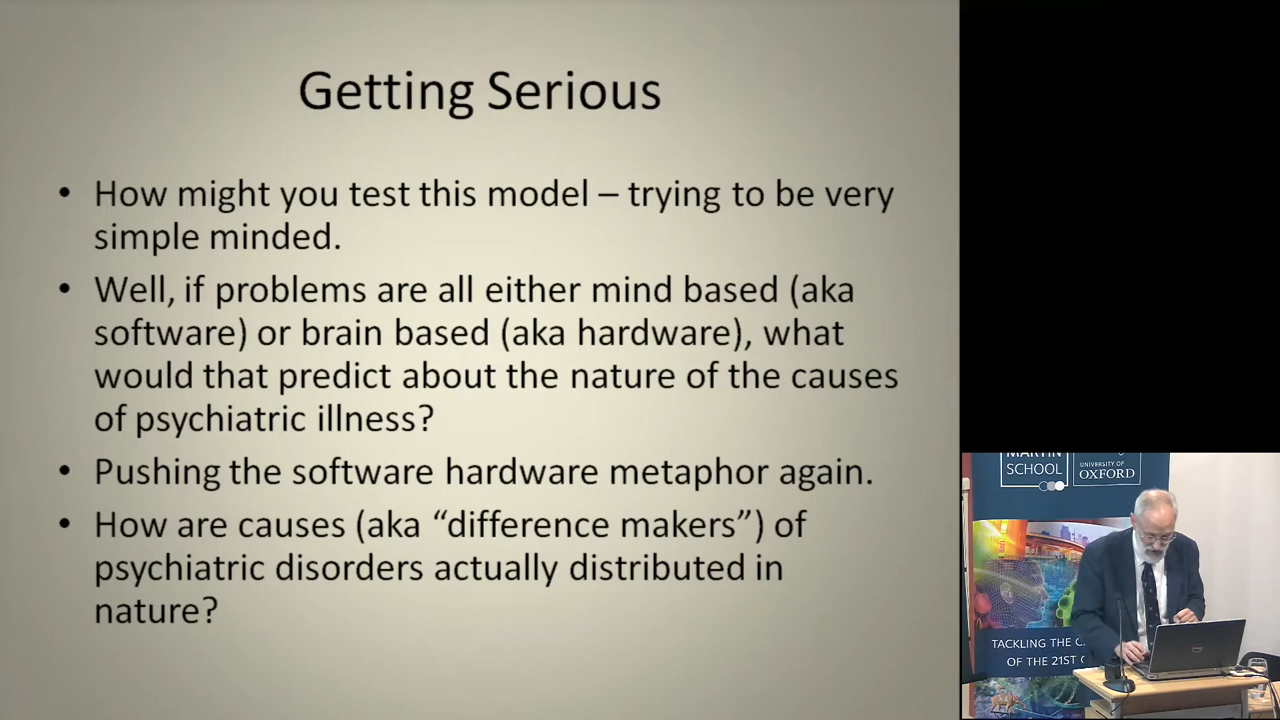 Getting Serious
• How might you test this model – trying to be very
simple minded.
• Well, if problems are all either mind based (aka
software) or brain based (aka hardware), what
would that predict about the nature of the causes
of psychiatric illness?
• Pushing the software hardware metaphor again.
• How are causes (aka “difference makers”) of
psychiatric disorders actually distributed in
nature?
MARTIN
SCHOOL
UNIVERSITY OF
OXFORD
TACKLING THE C
OF THE 21ST C